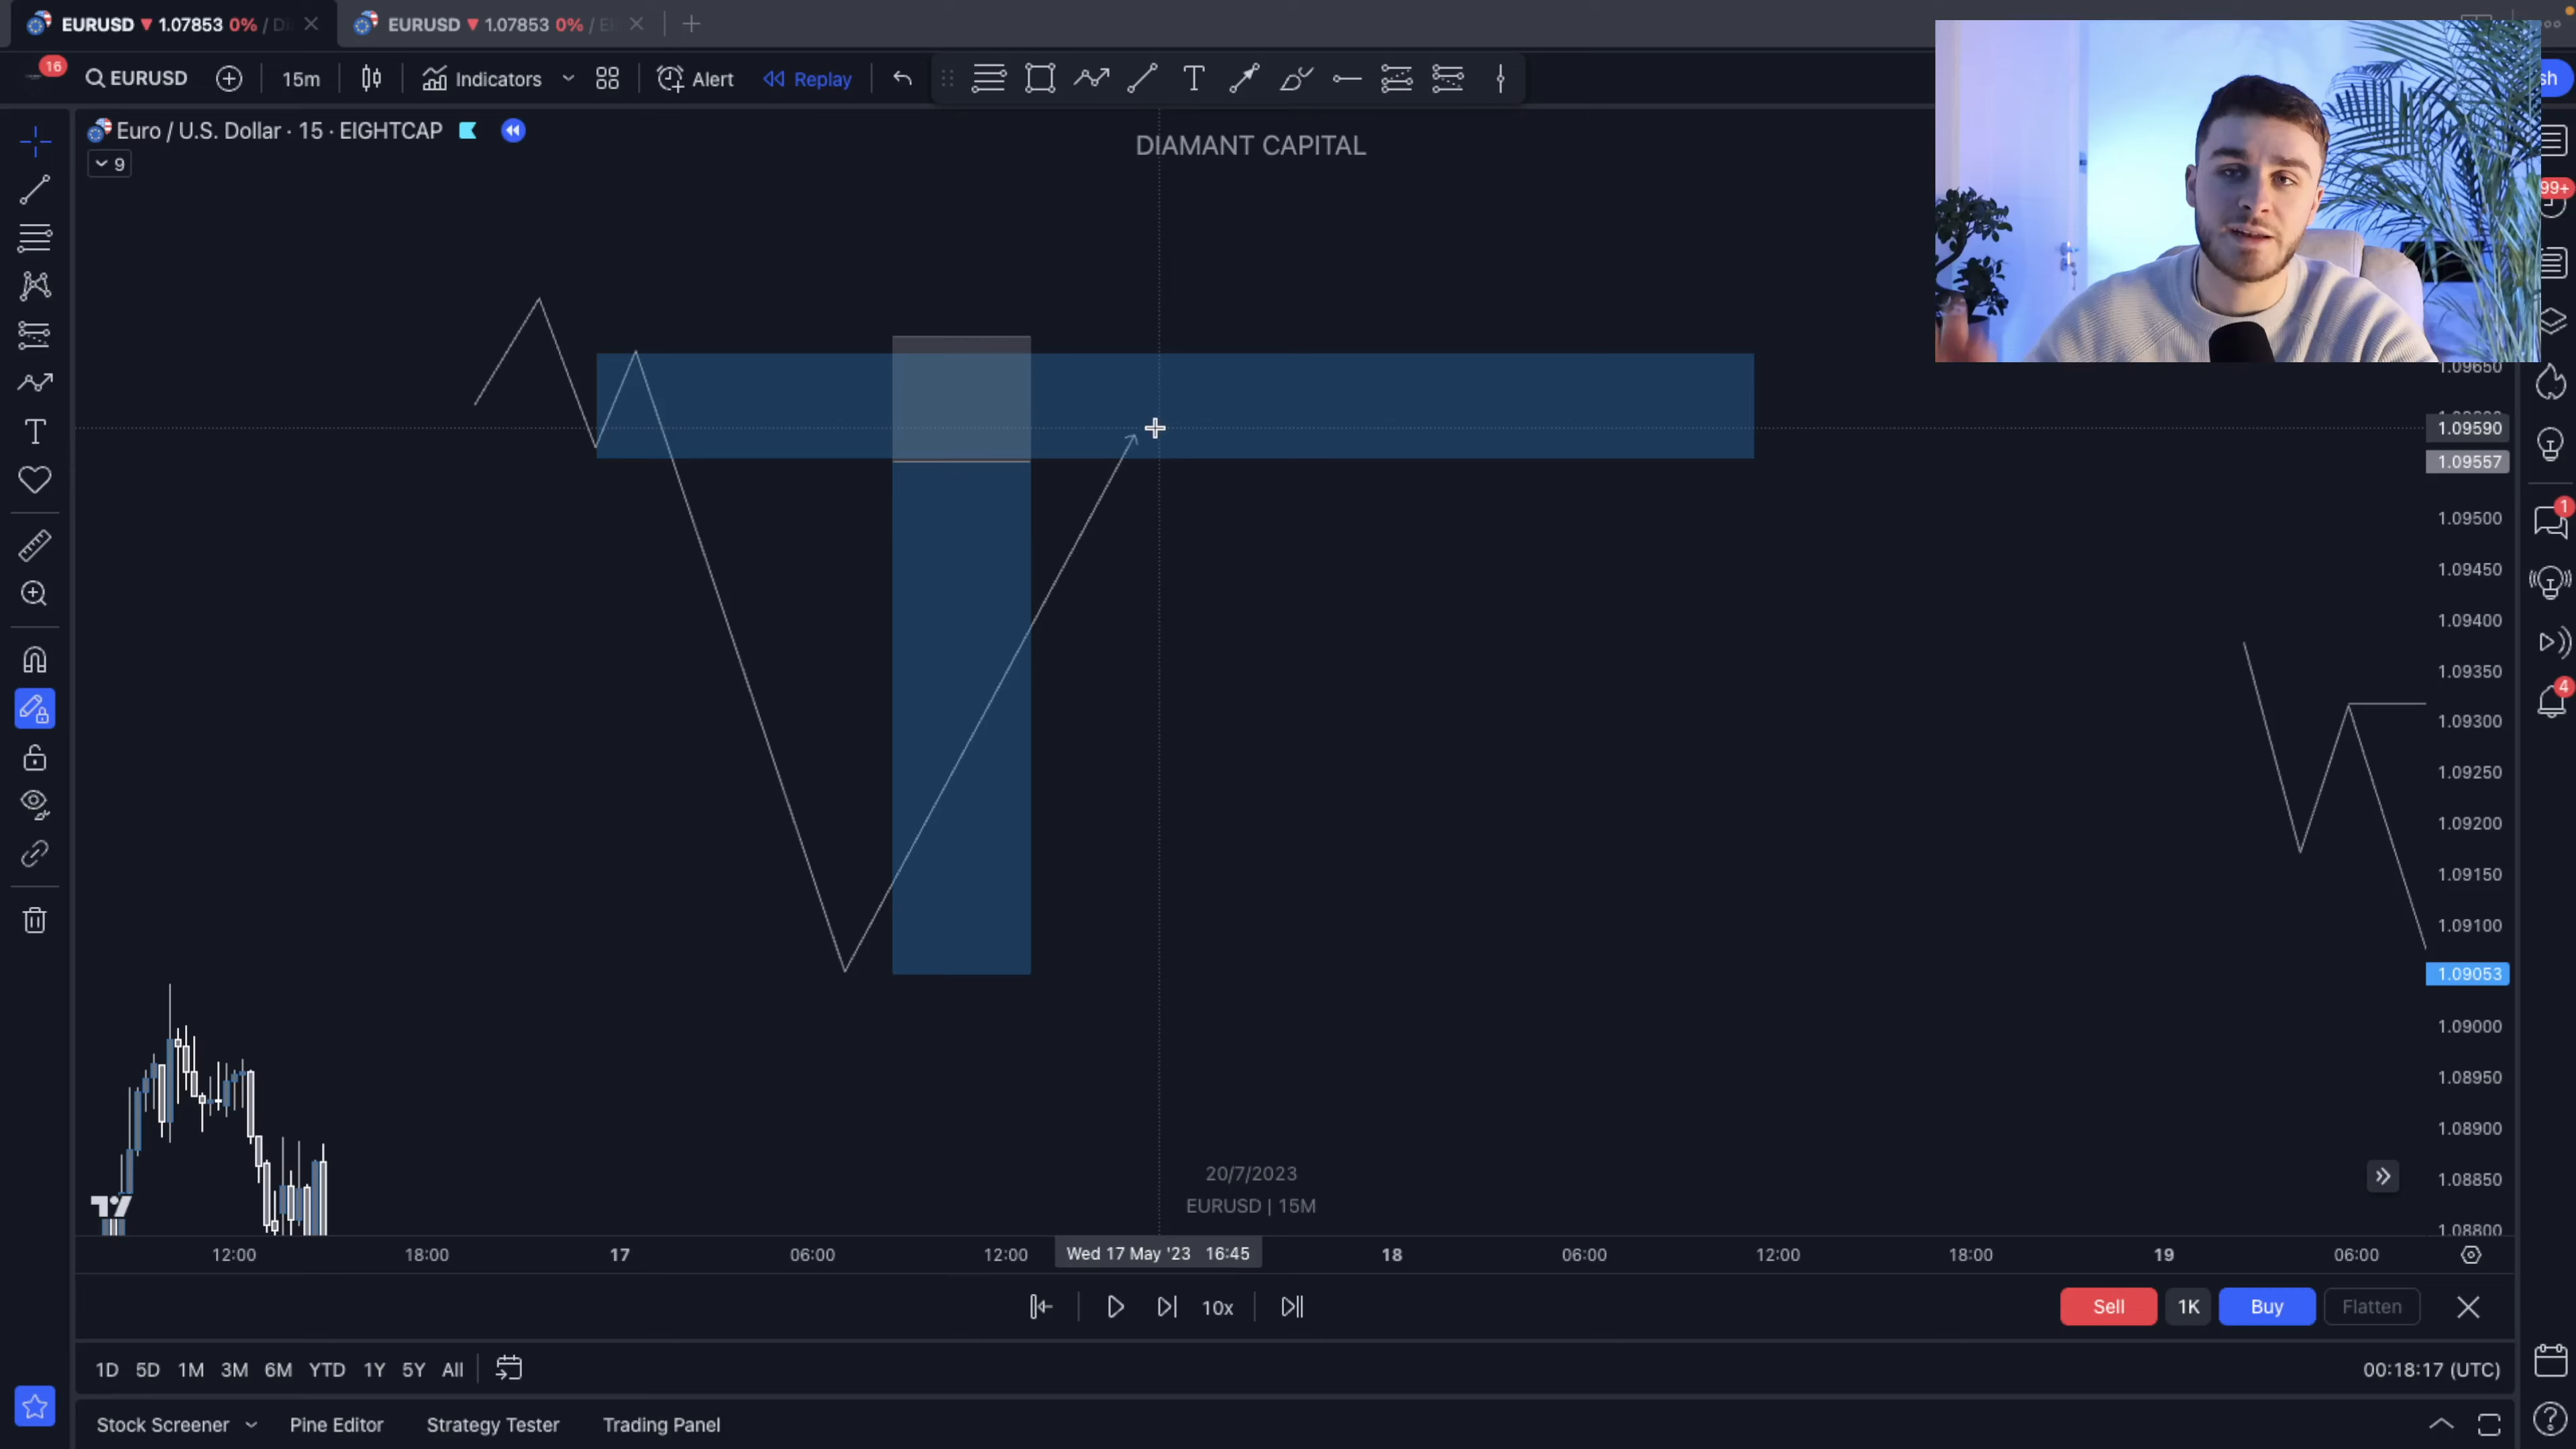 EURUSD ▼ 1.07853 0% /
EURUSD ▼ 1.07853 0% /
16
EURUSD
15m
Indicators
Alert
Replay
Euro / U.S. Dollar · 15 · EIGHTCAP
9
DIAMANT CAPITAL
99+
1.09650
1.09590
1.09557
1.09500
1.09450
1
1.09400
1.09350
4
1.09300
1.09250
1.09200
1.09150
1.09100
1.09053
1.09000
1.08950
1.08900
1.08850
1.08800
20/7/2023
EURUSD | 15M
12:00 18:00 17 06:00 12:00 Wed 17 May '23 16:45 18 06:00 12:00 18:00 19 06:00
10x
Sell 1K Buy Flatten
1D 5D 1M 3M 6M YTD 1Y 5Y All
00:18:17 (UTC)
Stock Screener Pine Editor Strategy Tester Trading Panel